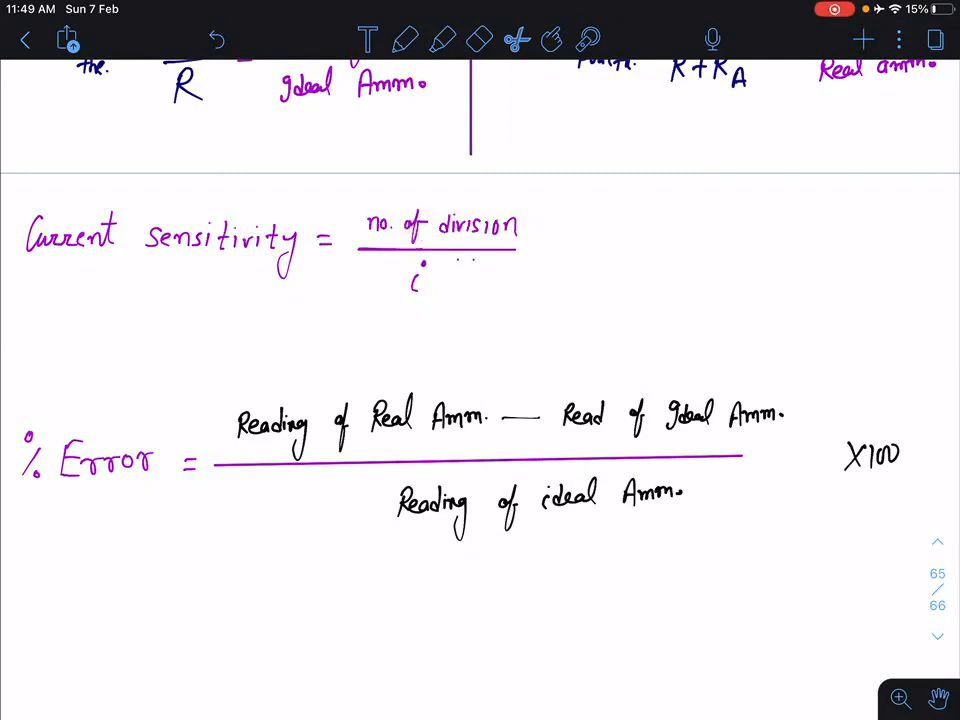 11:49 AM Sun 7 Feb
15%
the.
R
Ideal Amm.
R + R_A
Real amm.
Current sensitivity = no. of division
i
% Error = Reading of Real Amm. — Read of Ideal Amm. X100
Reading of ideal Amm.
65
/
66